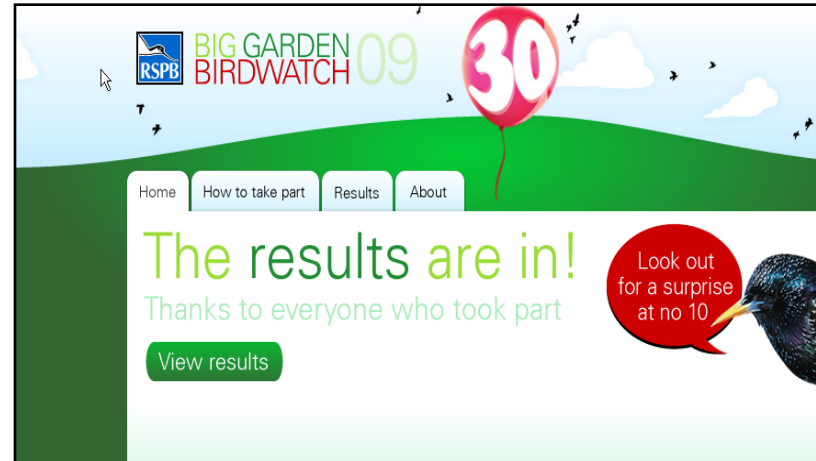 RSPB
BIG GARDEN
BIRDWATCH 09
30
Home How to take part Results About
The results are in!
Thanks to everyone who took part
View results
Look out
for a surprise
at no 10